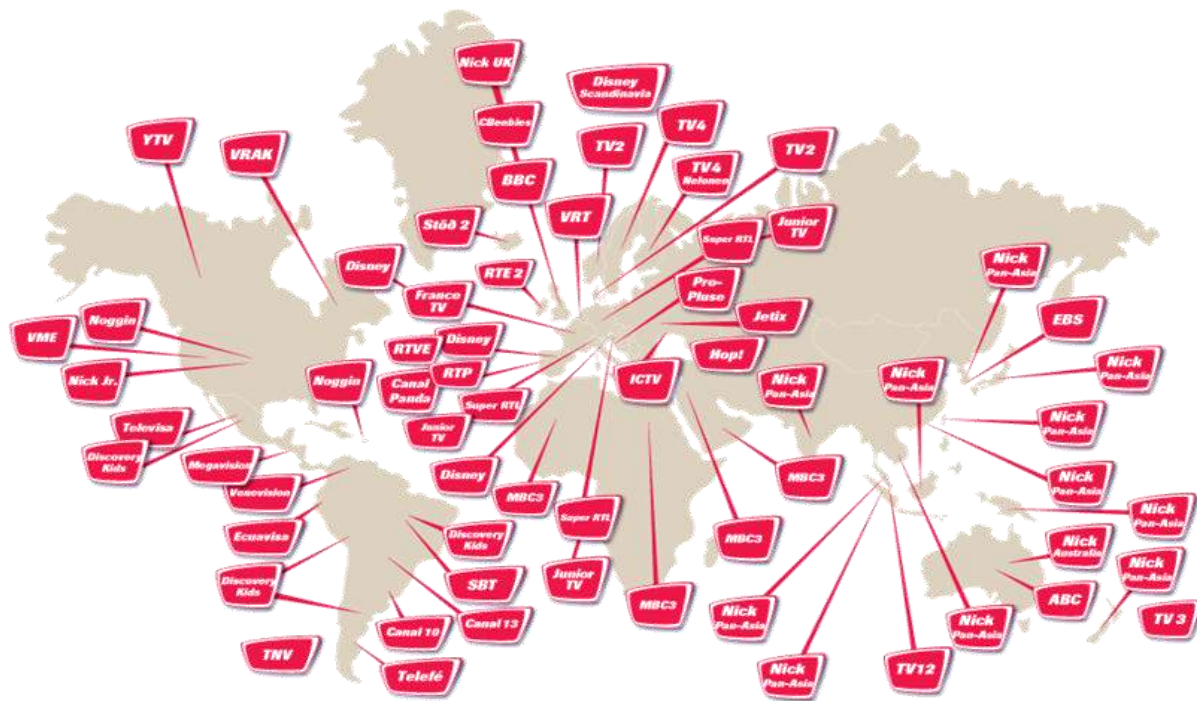 Nick UK
Disney
Scandinavia
CBeebies
TV4
YTV
VRAK
TV2
TV2
TV4
Nelonen
BBC
VRT
Stöð 2
Super RTL
Junior
TV
Disney
RTE 2
Nick
Pan-Asia
France
TV
Pro-
Pluse
VME
Noggin
Jetix
EBS
RTVE
Disney
Hop!
Nick Jr.
Noggin
Canal
Panda
RTP
ICTV
Nick
Pan-Asia
Nick
Pan-Asia
Nick
Pan-Asia
Super RTL
Televisa
Junior
TV
Nick
Pan-Asia
Discovery
Kids
Megavision
Venevision
Disney
MBC3
MBC3
Nick
Pan-Asia
Ecuavisa
Discovery
Kids
Super RTL
MBC3
Nick
Pan-Asia
Nick
Australia
Nick
Pan-Asia
Discovery
Kids
SBT
Junior
TV
MBC3
ABC
Nick
Pan-Asia
TV 3
Canal 10
Canal 13
Nick
Pan-Asia
TNV
Telefé
Nick
Pan-Asia
TV12